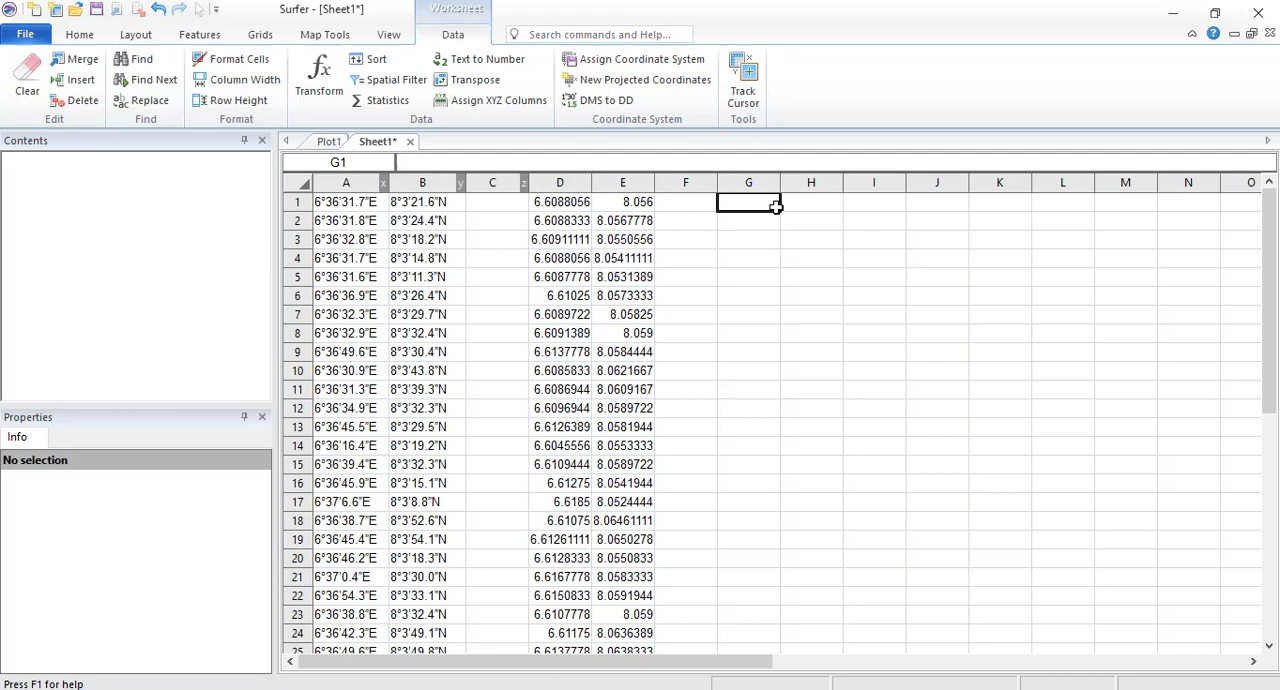 Surfer - [Sheet1*]
Worksheet
File Home Layout Features Grids Map Tools View Data Search commands and Help...
Clear
Merge
Insert
Delete
Edit
Find
Find Next
Replace
Find
Format Cells
Column Width
Row Height
Format
Transform
Sort
Spatial Filter
Statistics
Text to Number
Transpose
Assign XYZ Columns
Data
Assign Coordinate System
New Projected Coordinates
DMS to DD
Coordinate System
Track
Cursor
Tools
Contents
Plot1 Sheet1*
G1
A x B y C z D E F G H I J K L M N O
1 6°36'31.7"E 8°3'21.6"N 6.6088056 8.056
2 6°36'31.8"E 8°3'24.4"N 6.6088333 8.0567778
3 6°36'32.8"E 8°3'18.2"N 6.60911111 8.0550556
4 6°36'31.7"E 8°3'14.8"N 6.6088056 8.05411111
5 6°36'31.6"E 8°3'11.3"N 6.6087778 8.0531389
6 6°36'36.9"E 8°3'26.4"N 6.61025 8.0573333
7 6°36'32.3"E 8°3'29.7"N 6.6089722 8.05825
8 6°36'32.9"E 8°3'32.4"N 6.6091389 8.059
9 6°36'49.6"E 8°3'30.4"N 6.6137778 8.0584444
10 6°36'30.9"E 8°3'43.8"N 6.6085833 8.0621667
11 6°36'31.3"E 8°3'39.3"N 6.6086944 8.0609167
12 6°36'34.9"E 8°3'32.3"N 6.6096944 8.0589722
13 6°36'45.5"E 8°3'29.5"N 6.6126389 8.0581944
14 6°36'16.4"E 8°3'19.2"N 6.6045556 8.0553333
15 6°36'39.4"E 8°3'32.3"N 6.6109444 8.0589722
16 6°36'45.9"E 8°3'15.1"N 6.61275 8.0541944
17 6°37'6.6"E 8°3'8.8"N 6.6185 8.0524444
18 6°36'38.7"E 8°3'52.6"N 6.61075 8.06461111
19 6°36'45.4"E 8°3'54.1"N 6.61261111 8.0650278
20 6°36'46.2"E 8°3'18.3"N 6.6128333 8.0550833
21 6°37'0.4"E 8°3'30.0"N 6.6167778 8.0583333
22 6°36'54.3"E 8°3'33.1"N 6.6150833 8.0591944
23 6°36'38.8"E 8°3'32.4"N 6.6107778 8.059
24 6°36'42.3"E 8°3'49.1"N 6.61175 8.0636389
25 6°36'49.6"E 8°3'49.8"N 6.6137778 8.0638333
Properties
Info
No selection
Press F1 for help